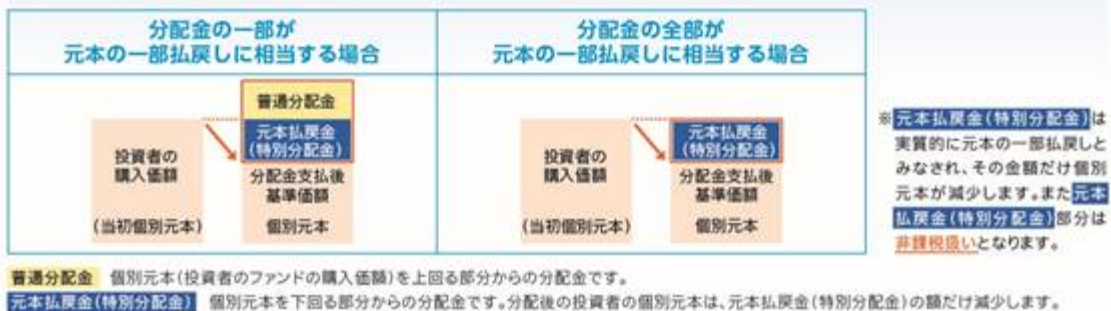 分配金の一部が
元本の一部払戻しに相当する場合
普通分配金
元本払戻金
(特別分配金)
投資者の
購入価額
(当初個別元本)
分配金支払後
基準価額
個別元本
分配金の全部が
元本の一部払戻しに相当する場合
元本払戻金
(特別分配金)
投資者の
購入価額
(当初個別元本)
分配金支払後
基準価額
個別元本
※元本払戻金(特別分配金)は
実質的に元本の一部払戻しと
みなされ、その金額だけ個別
元本が減少します。また元本
払戻金(特別分配金)部分は
非課税扱いとなります。
普通分配金 個別元本(投資者のファンドの購入価額)を上回る部分からの分配金です。
元本払戻金(特別分配金) 個別元本を下回る部分からの分配金です。分配後の投資者の個別元本は、元本払戻金(特別分配金)の額だけ減少します。